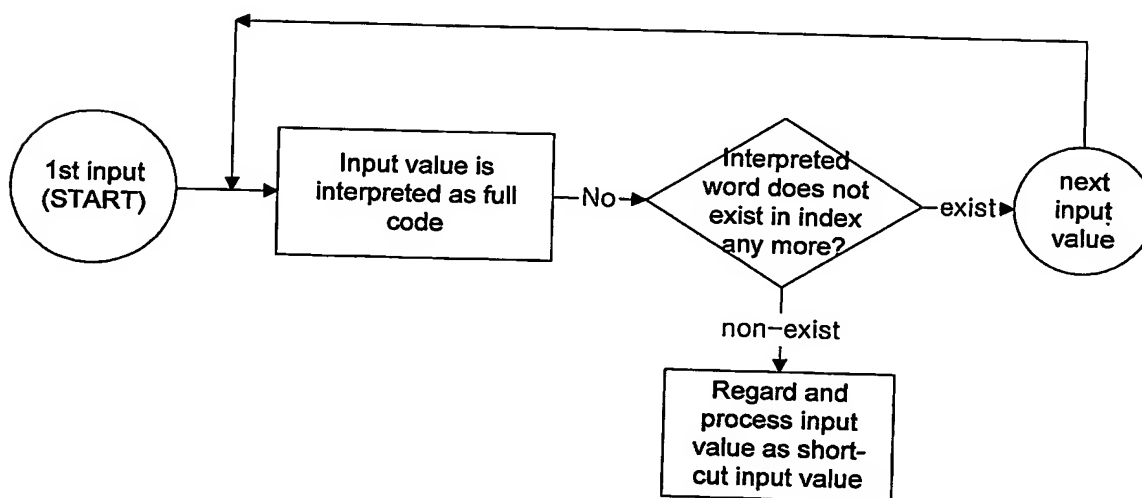 1st input
(START)
Input value is
interpreted as full
code
No
Interpreted
word does not
exist in index
any more?
exist
next
input
value
non-exist
Regard and
process input
value as short-
cut input value